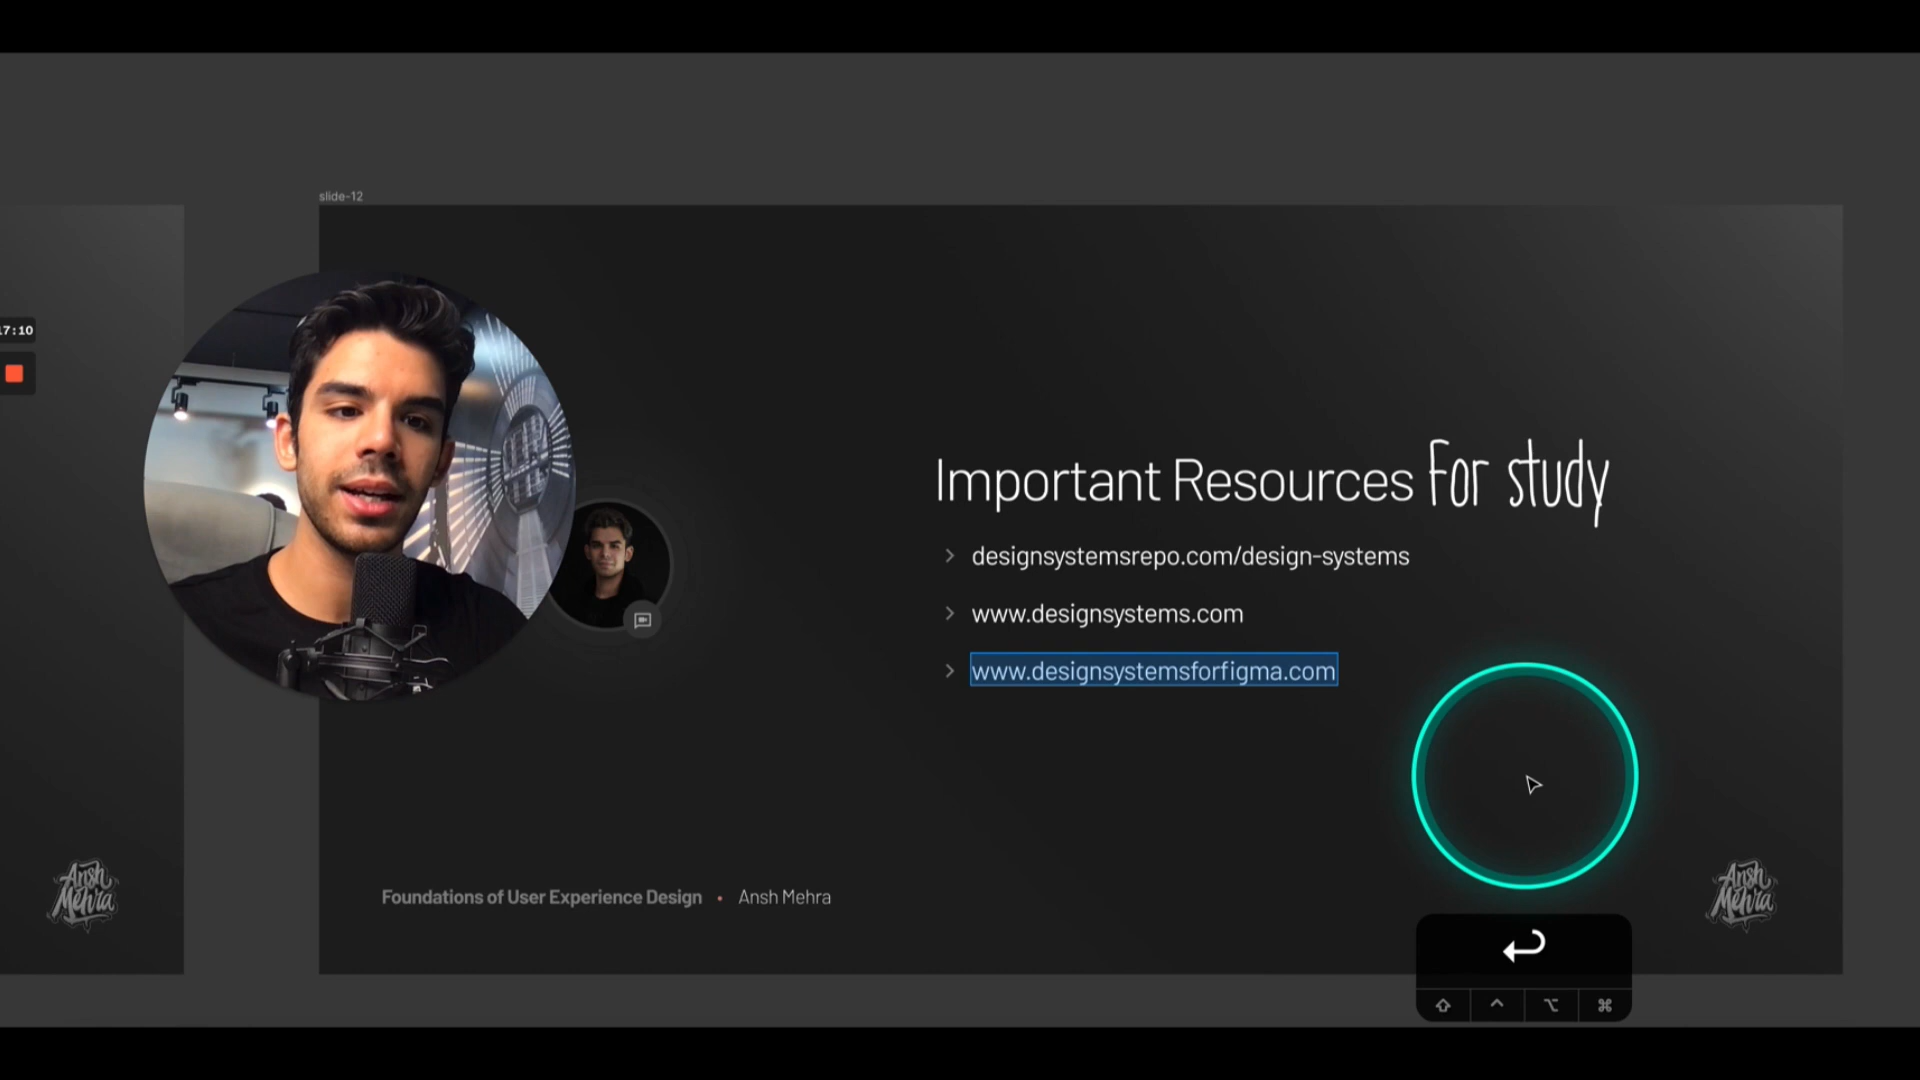 slide-12
17:10
Important Resources For study
> designsystemsrepo.com/design-systems
> www.designsystems.com
> www.designsystemsforfigma.com
Foundations of User Experience Design • Ansh Mehra
Ansh
Mehra
Ansh
Mehra